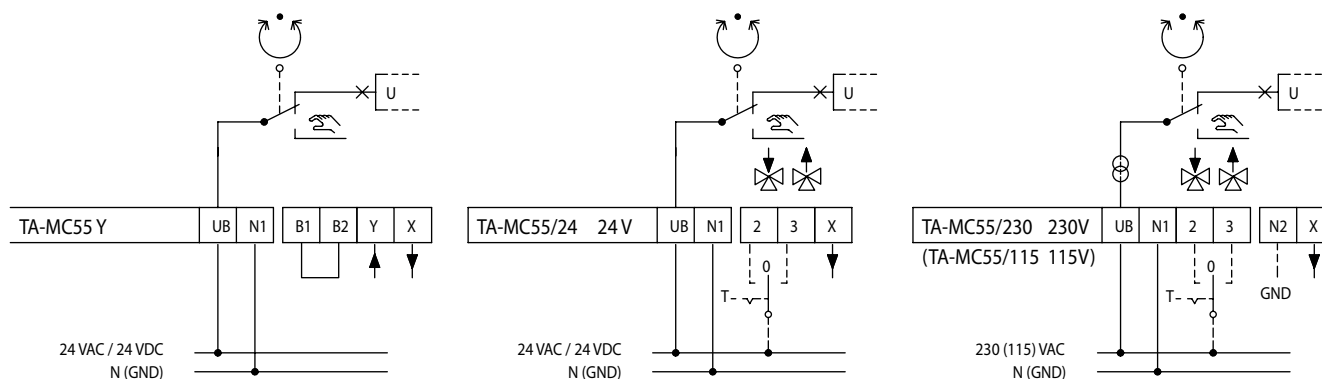 U
TA-MC55 Y UB N1 B1 B2 Y X
24 VAC / 24 VDC
N (GND)
U
TA-MC55/24 24 V UB N1 2 3 X
0
T
24 VAC / 24 VDC
N (GND)
U
TA-MC55/230 230V UB N1 2 3 N2 X
(TA-MC55/115 115V)
0
T
GND
230 (115) VAC
N (GND)